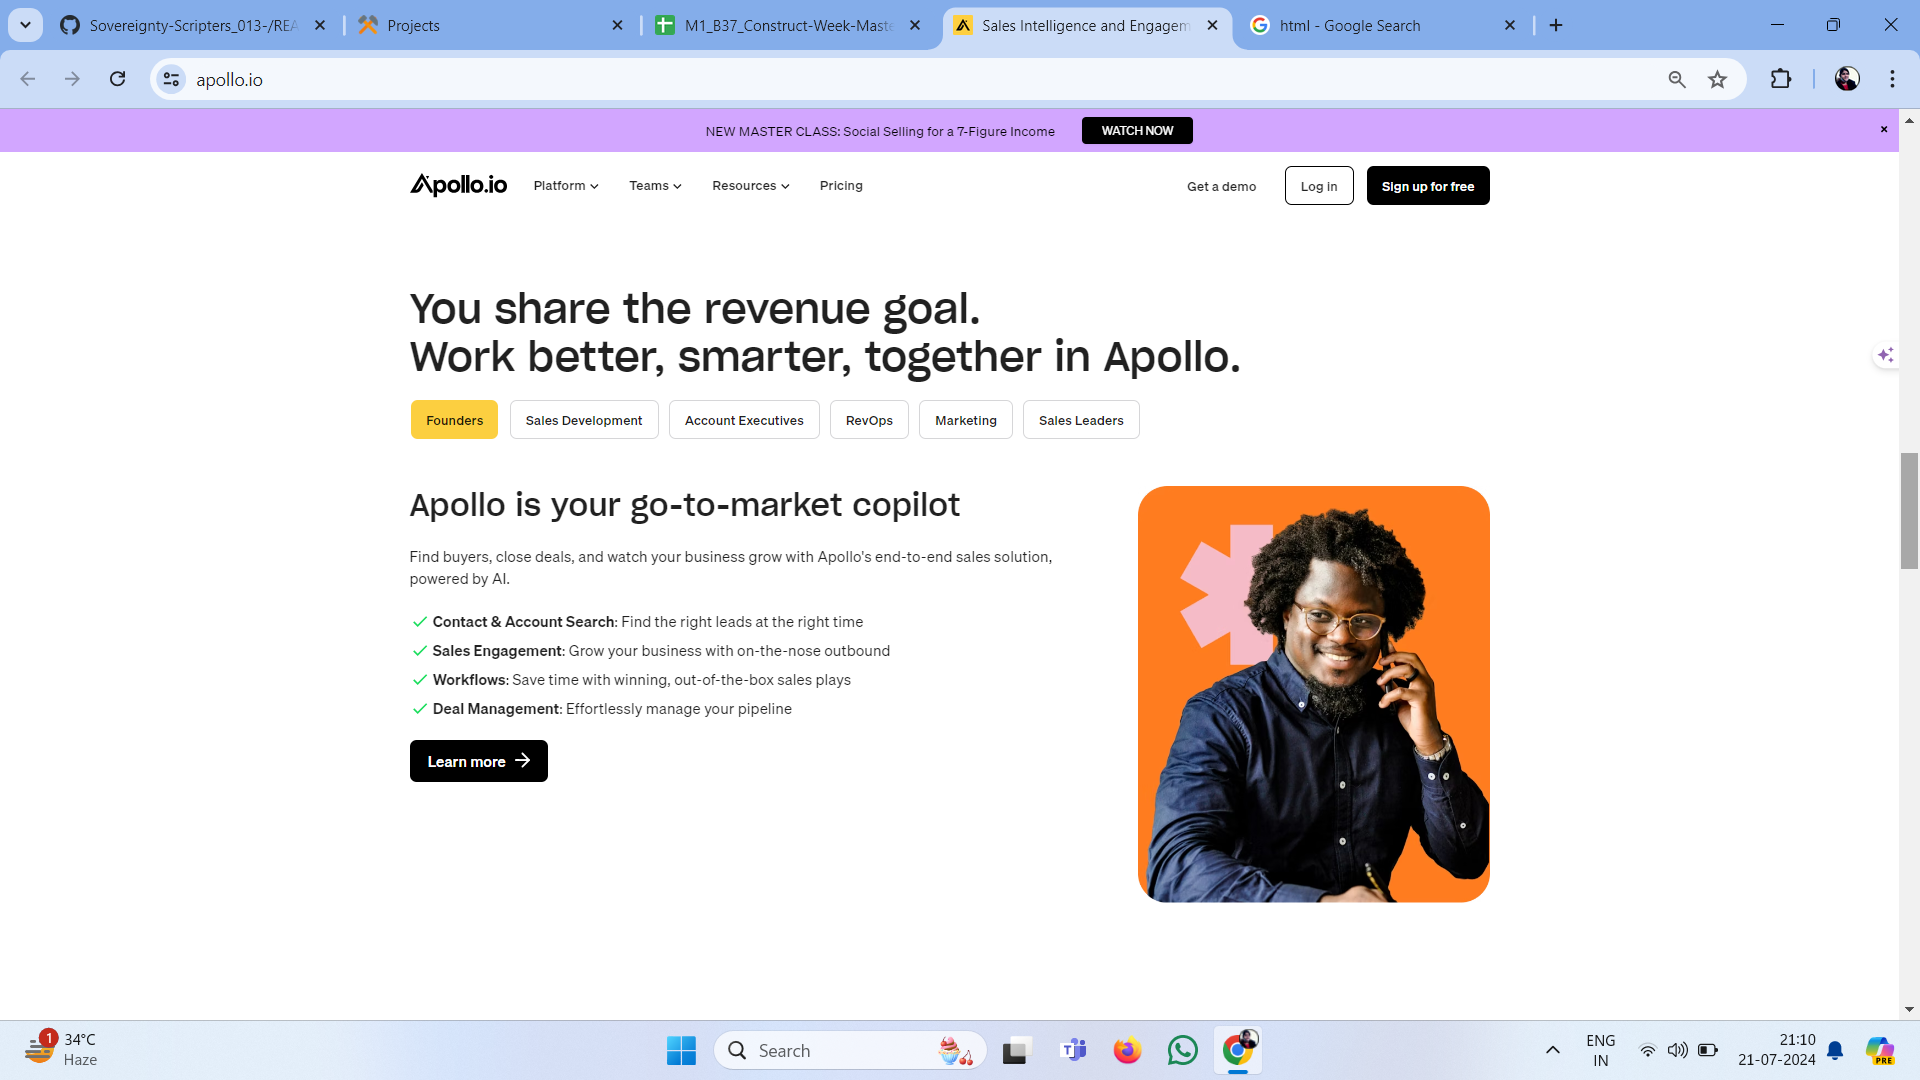 Sovereignty-Scripters_013-/REA
Projects
M1_B37_Construct-Week-Maste
Sales Intelligence and Engagem
html - Google Search
apollo.io
NEW MASTER CLASS: Social Selling for a 7-Figure Income
WATCH NOW
Apollo.io
Platform
Teams
Resources
Pricing
Get a demo
Log in
Sign up for free
You share the revenue goal.
Work better, smarter, together in Apollo.
Founders
Sales Development
Account Executives
RevOps
Marketing
Sales Leaders
Apollo is your go-to-market copilot
Find buyers, close deals, and watch your business grow with Apollo's end-to-end sales solution,
powered by AI.
Contact & Account Search: Find the right leads at the right time
Sales Engagement: Grow your business with on-the-nose outbound
Workflows: Save time with winning, out-of-the-box sales plays
Deal Management: Effortlessly manage your pipeline
Learn more
1
34°C
Haze
Search
ENG
IN
21:10
21-07-2024
PRE